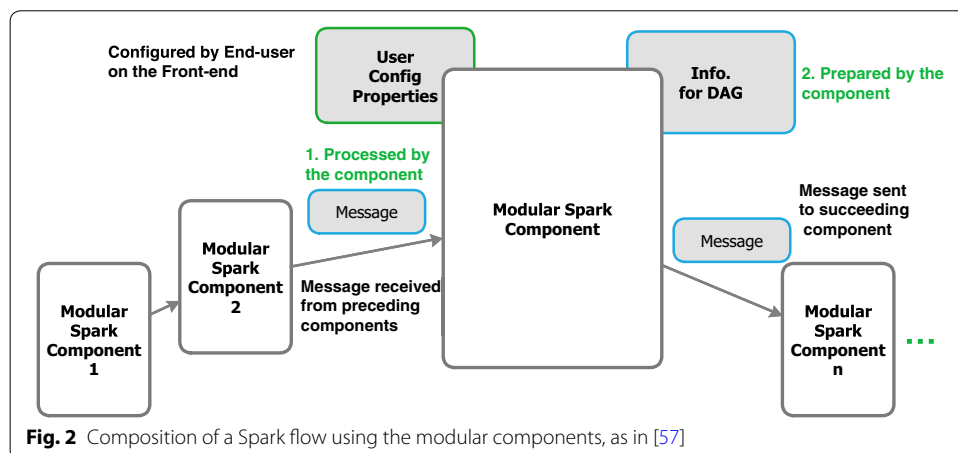 Configured by End-user
on the Front-end
User
Config
Properties
Info.
for DAG
2. Prepared by the
component
1. Processed by
the component
Message
Modular Spark
Component
Message sent
to succeeding
component
Message
Modular
Spark
Component
2
Message received
from preceding
components
Modular
Spark
Component
1
Modular
Spark
Component
n
...
Fig. 2 Composition of a Spark flow using the modular components, as in [57]